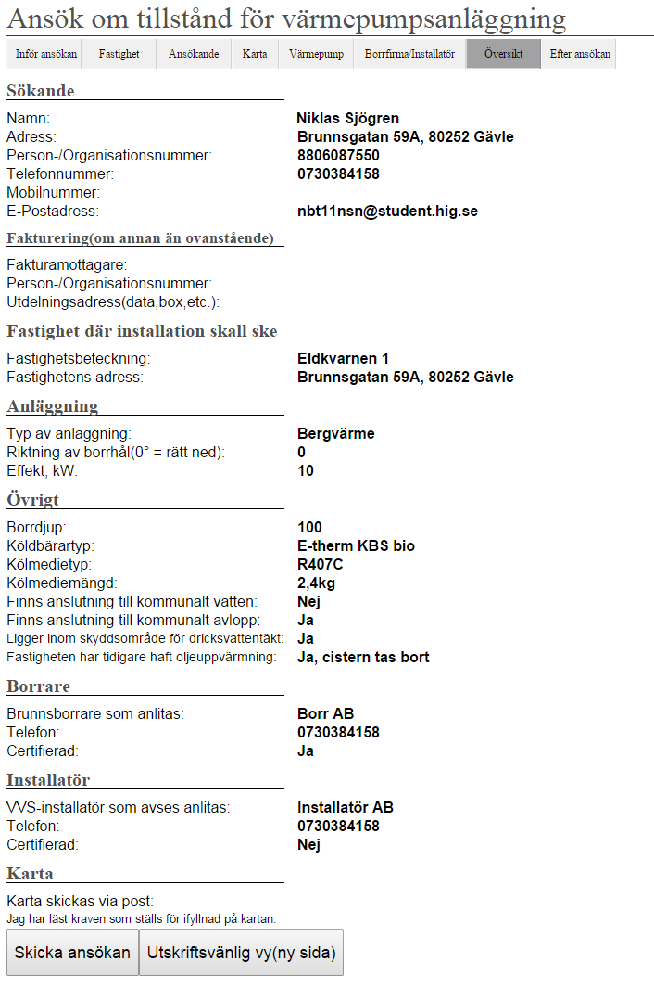 Ansök om tillstånd för värmepumpsanläggning
Inför ansökan Fastighet Ansökande Karta Värmepump Borrfirma/Installatör Översikt Efter ansökan
Sökande
Namn: Niklas Sjögren
Adress: Brunnsgatan 59A, 80252 Gävle
Person-/Organisationsnummer: 8806087550
Telefonnummer: 0730384158
Mobilnummer:
E-Postadress: nbt11nsn@student.hig.se
Fakturering(om annan än ovanstående)
Fakturamottagare:
Person-/Organisationsnummer:
Utdelningsadress(data,box,etc.):
Fastighet där installation skall ske
Fastighetsbeteckning: Eldkvarnen 1
Fastighetens adress: Brunnsgatan 59A, 80252 Gävle
Anläggning
Typ av anläggning: Bergvärme
Riktning av borrhål(0° = rätt ned): 0
Effekt, kW: 10
Övrigt
Borrdjup: 100
Köldbärartyp: E-therm KBS bio
Kölmedietyp: R407C
Kölmediemängd: 2,4kg
Finns anslutning till kommunalt vatten: Nej
Finns anslutning till kommunalt avlopp: Ja
Ligger inom skyddsområde för dricksvattentäkt: Ja
Fastigheten har tidigare haft oljeuppvärmning: Ja, cistern tas bort
Borrare
Brunnsborrare som anlitas: Borr AB
Telefon: 0730384158
Certifierad: Ja
Installatör
VVS-installatör som avses anlitas: Installatör AB
Telefon: 0730384158
Certifierad: Nej
Karta
Karta skickas via post:
Jag har läst kraven som ställs för ifyllnad på kartan:
Skicka ansökan Utskriftsvänlig vy(ny sida)